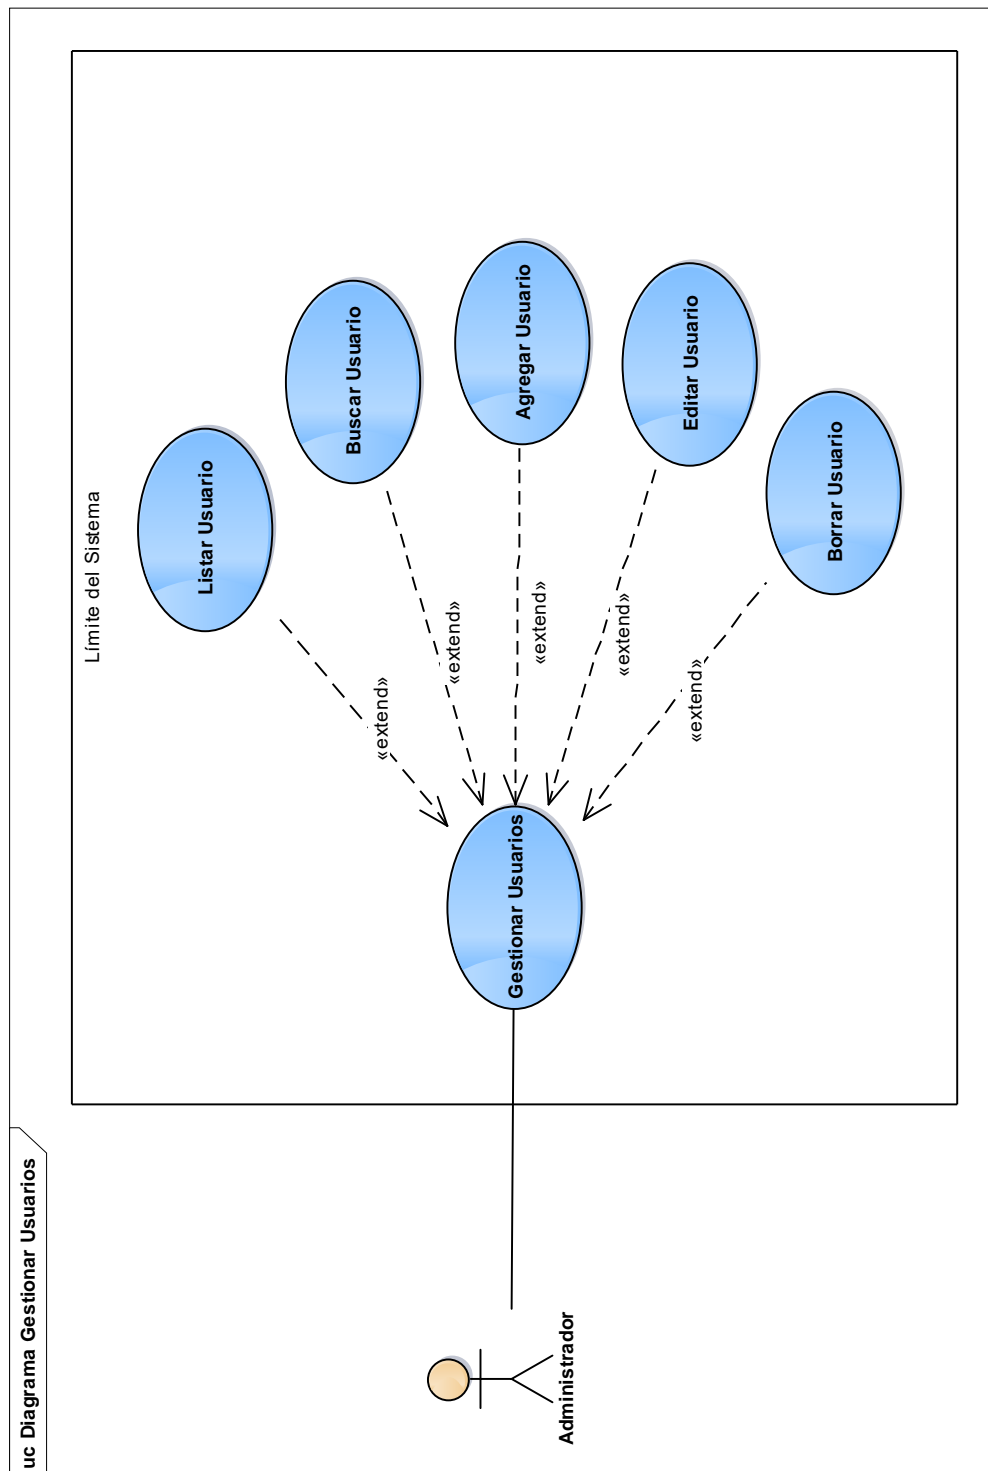 uc Diagrama Gestionar Usuarios
Límite del Sistema
Administrador
Gestionar Usuarios
Listar Usuario
Buscar Usuario
Agregar Usuario
Editar Usuario
Borrar Usuario
«extend»
«extend»
«extend»
«extend»
«extend»